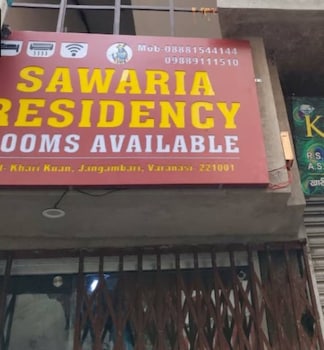 Mob-08881544144
09889111510
SAWARIA
RESIDENCY
ROOMS AVAILABLE
Khari Kuan, Jangambari, Varanasi 221001
K
R.S
A.S